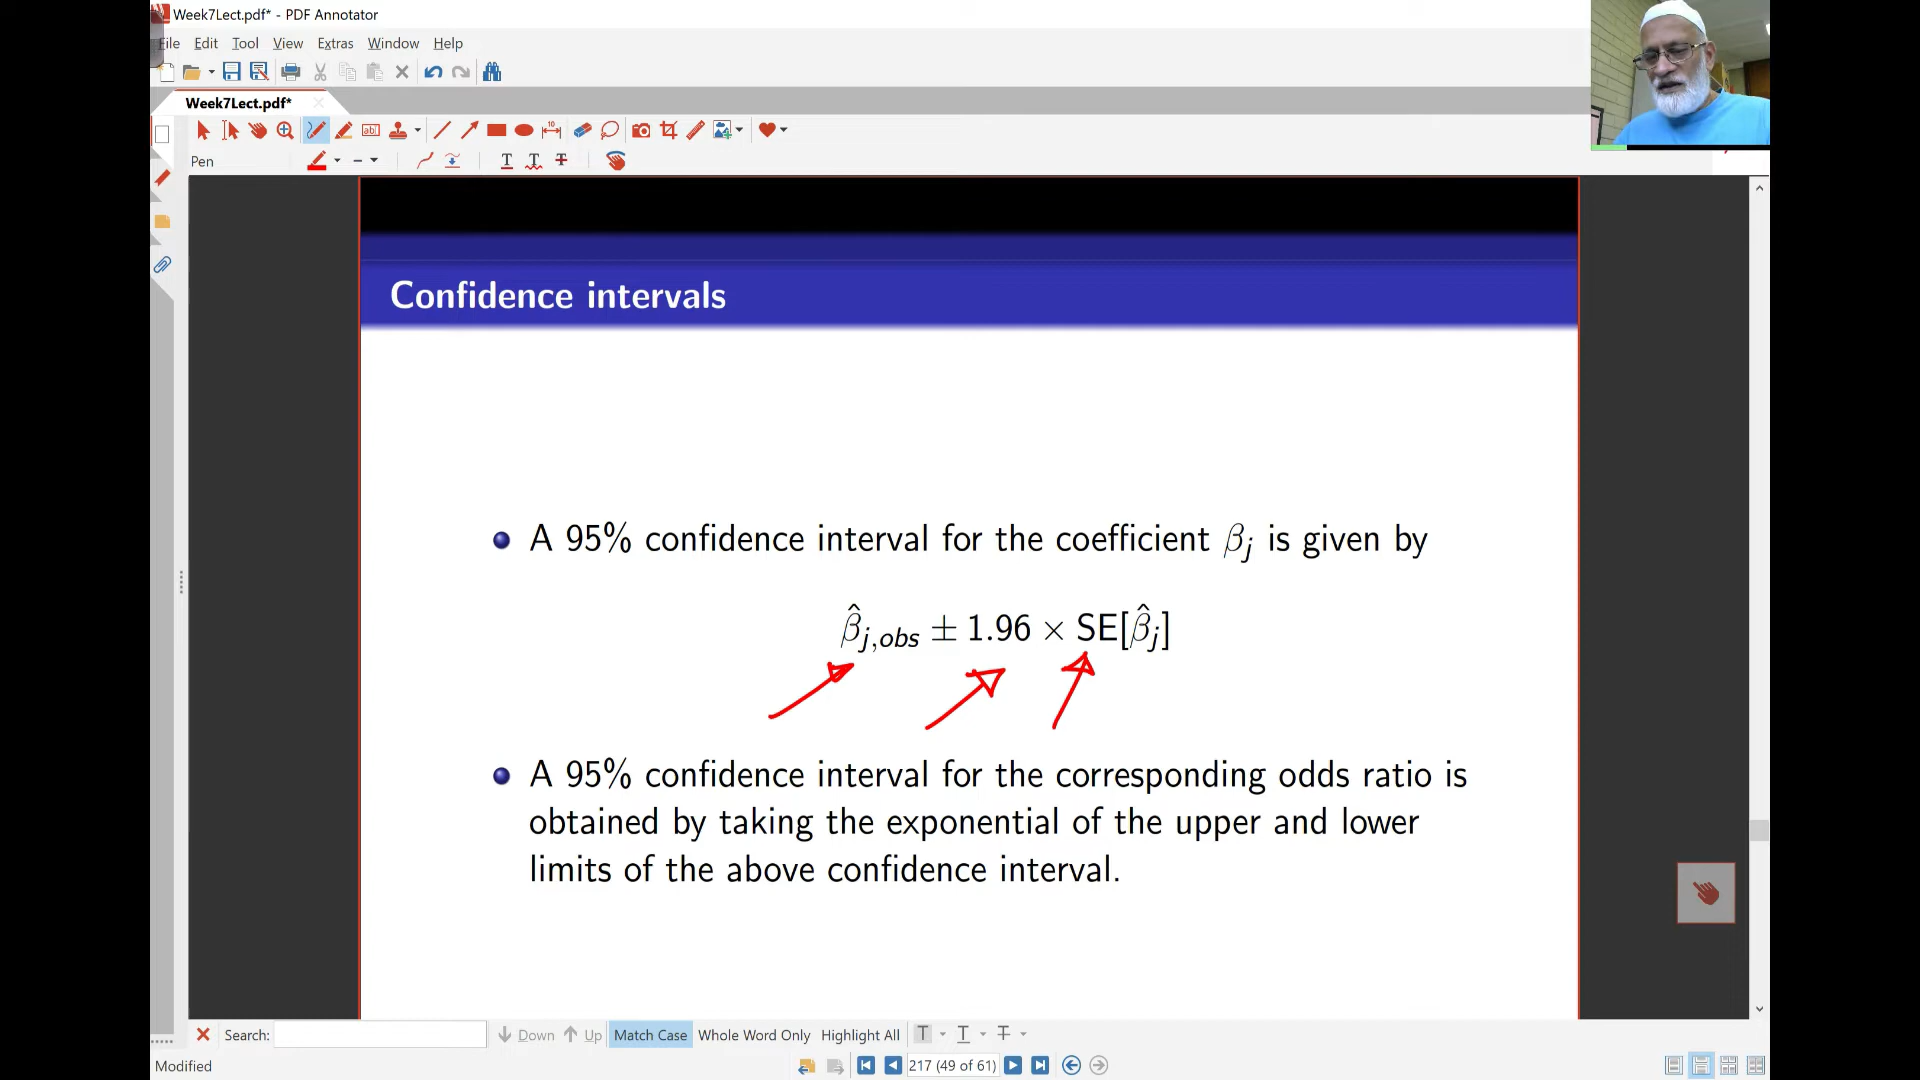 Week7Lect.pdf* - PDF Annotator
File Edit Tool View Extras Window Help
Week7Lect.pdf*
Pen
Confidence intervals
A 95% confidence interval for the coefficient βj is given by
β̂j,obs ± 1.96 × SE[β̂j]
A 95% confidence interval for the corresponding odds ratio is
obtained by taking the exponential of the upper and lower
limits of the above confidence interval.
Search: Down Up Match Case Whole Word Only Highlight All T T T
Modified 217 (49 of 61)